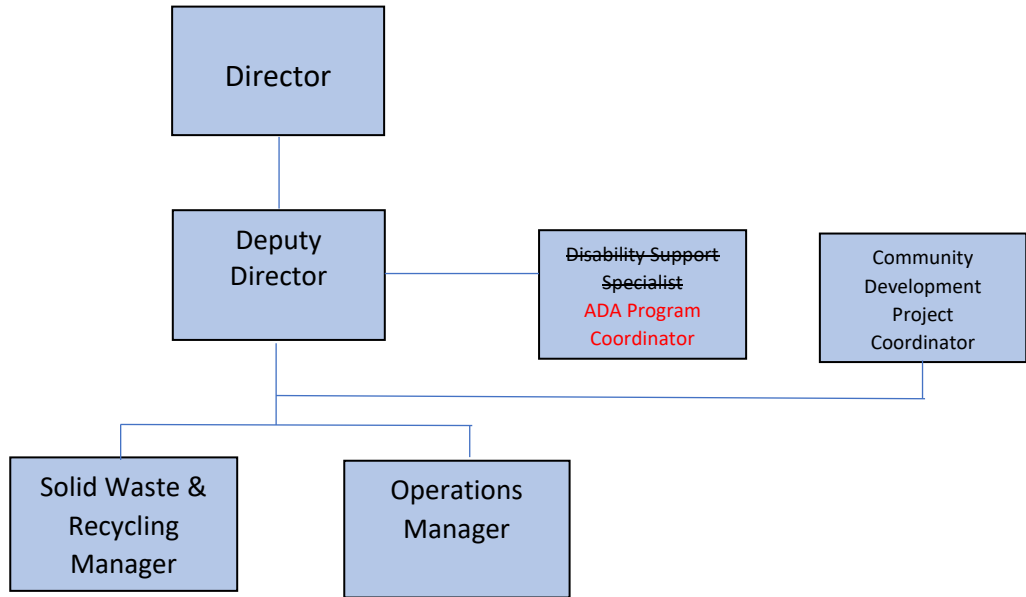 Director
Deputy
Director
Disability Support
Specialist
ADA Program
Coordinator
Community
Development
Project
Coordinator
Solid Waste &
Recycling
Manager
Operations
Manager